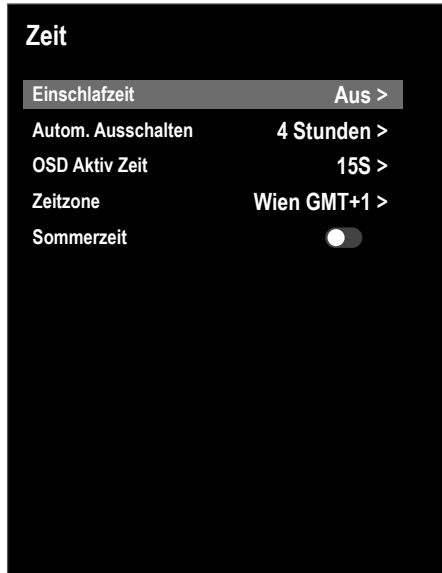 Zeit
Einschlafzeit Aus >
Autom. Ausschalten 4 Stunden >
OSD Aktiv Zeit 15S >
Zeitzone Wien GMT+1 >
Sommerzeit